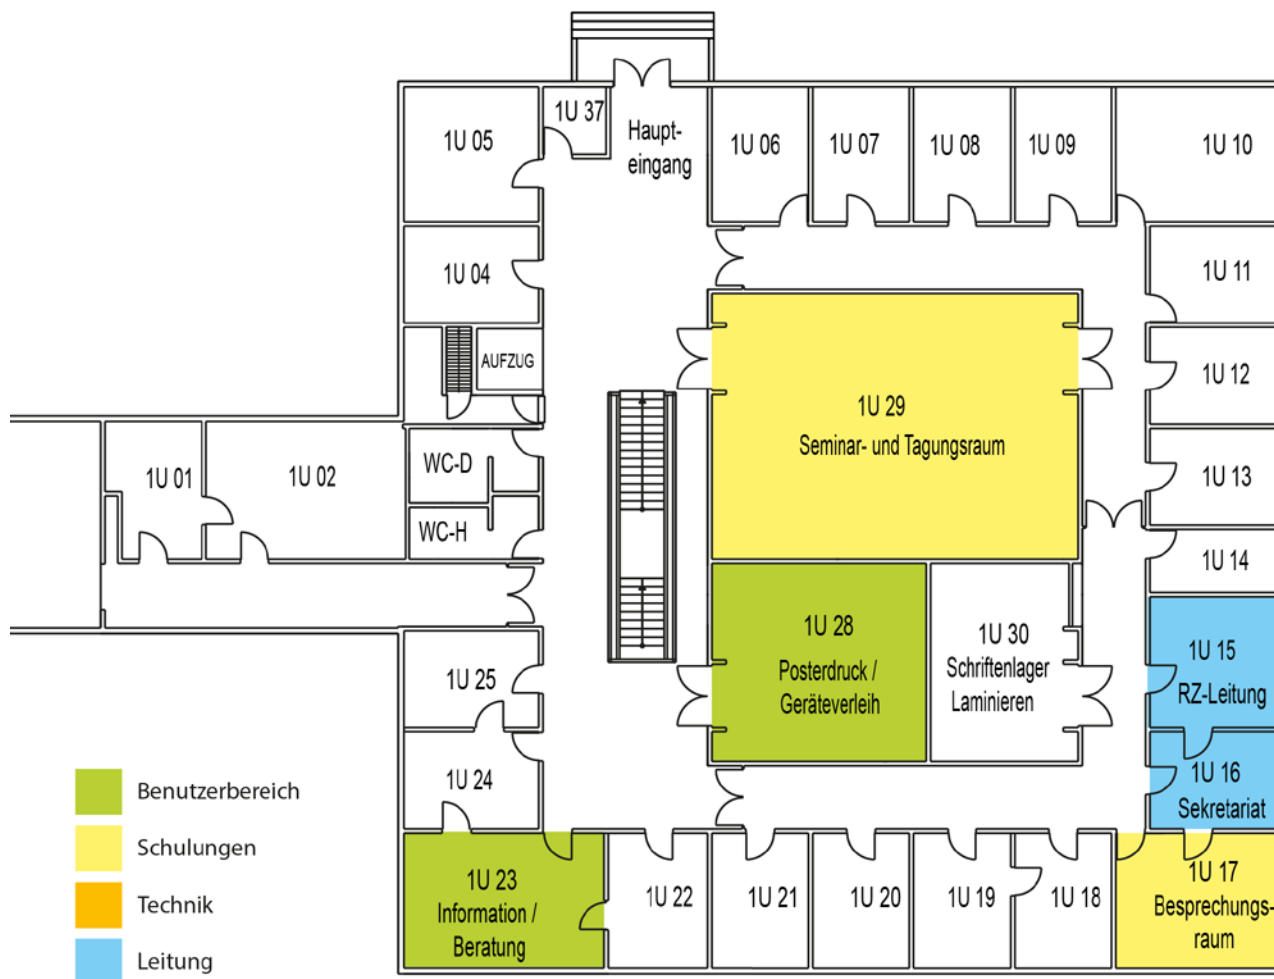 1U 37
1U 05
Haupt-
eingang
1U 06
1U 07
1U 08
1U 09
1U 10
1U 04
1U 11
AUFZUG
1U 12
1U 29
Seminar- und Tagungsraum
1U 01
1U 02
WC-D
WC-H
1U 13
1U 14
1U 28
Posterdruck /
Geräteverleih
1U 30
Schriftenlager
Laminieren
1U 15
RZ-Leitung
1U 25
1U 24
1U 16
Sekretariat
1U 23
Information /
Beratung
1U 22
1U 21
1U 20
1U 19
1U 18
1U 17
Besprechungs-
raum
Benutzerbereich
Schulungen
Technik
Leitung